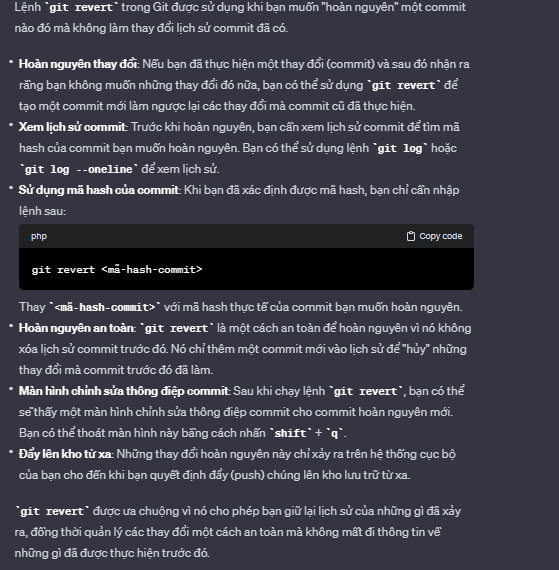 Lệnh `git revert` trong Git được sử dụng khi bạn muốn "hoàn nguyên" một commit
nào đó mà không làm thay đổi lịch sử commit đã có.
• Hoàn nguyên thay đổi: Nếu bạn đã thực hiện một thay đổi (commit) và sau đó nhận ra
rằng bạn không muốn những thay đổi đó nữa, bạn có thể sử dụng `git revert` để
tạo một commit mới làm ngược lại các thay đổi mà commit cũ đã thực hiện.
• Xem lịch sử commit: Trước khi hoàn nguyên, bạn cần xem lịch sử commit để tìm mã
hash của commit bạn muốn hoàn nguyên. Bạn có thể sử dụng lệnh `git log` hoặc
`git log --oneline` để xem lịch sử.
• Sử dụng mã hash của commit: Khi bạn đã xác định được mã hash, bạn chỉ cần nhập
lệnh sau:
php Copy code
git revert <mã-hash-commit>
Thay `<mã-hash-commit>` với mã hash thực tế của commit bạn muốn hoàn nguyên.
• Hoàn nguyên an toàn: `git revert` là một cách an toàn để hoàn nguyên vì nó không
xóa lịch sử commit trước đó. Nó chỉ thêm một commit mới vào lịch sử để "hủy" những
thay đổi mà commit trước đó đã làm.
• Màn hình chỉnh sửa thông điệp commit: Sau khi chạy lệnh `git revert`, bạn có thể
sẽ thấy một màn hình chỉnh sửa thông điệp commit cho commit hoàn nguyên mới.
Bạn có thể thoát màn hình này bằng cách nhấn `shift` + `q`.
• Đẩy lên kho từ xa: Những thay đổi hoàn nguyên này chỉ xảy ra trên hệ thống cục bộ
của bạn cho đến khi bạn quyết định đẩy (push) chúng lên kho lưu trữ từ xa.
`git revert` được ưa chuộng vì nó cho phép bạn giữ lại lịch sử của những gì đã xảy
ra, đồng thời quản lý các thay đổi một cách an toàn mà không mất đi thông tin về
những gì đã được thực hiện trước đó.